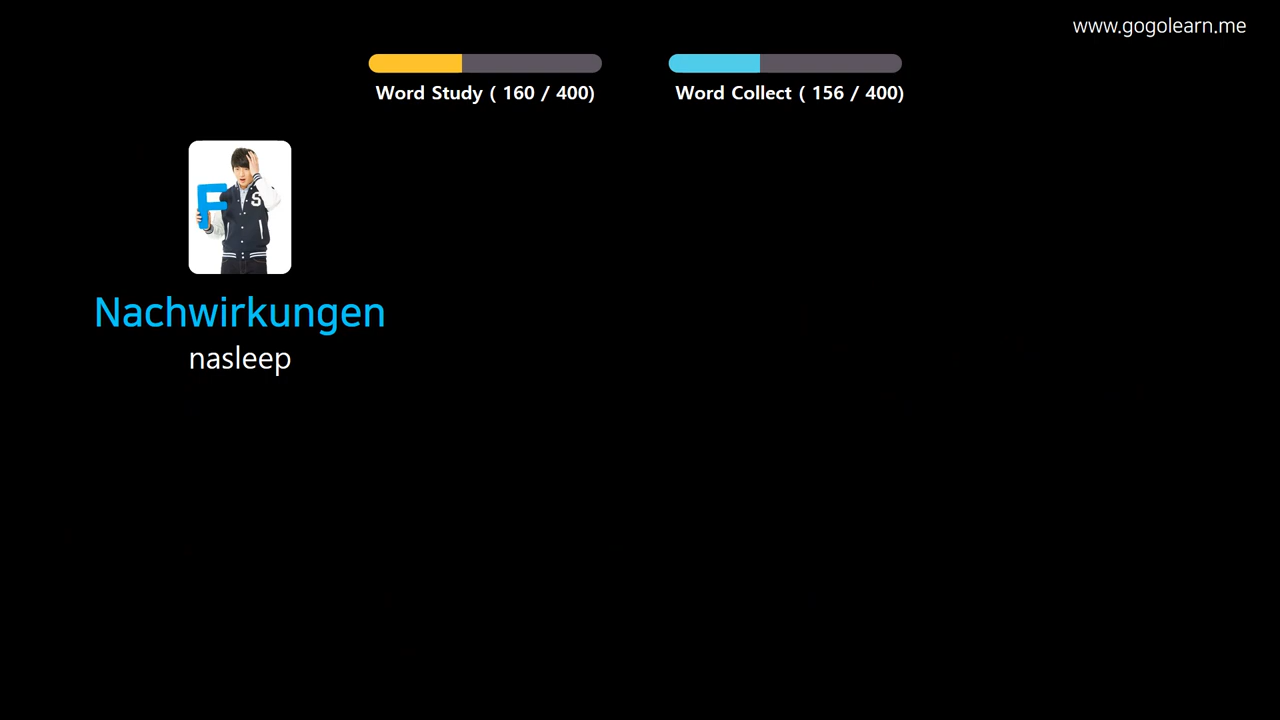 www.gogolearn.me
Word Study ( 160 / 400)
Word Collect ( 156 / 400)
F
S
Nachwirkungen
nasleep